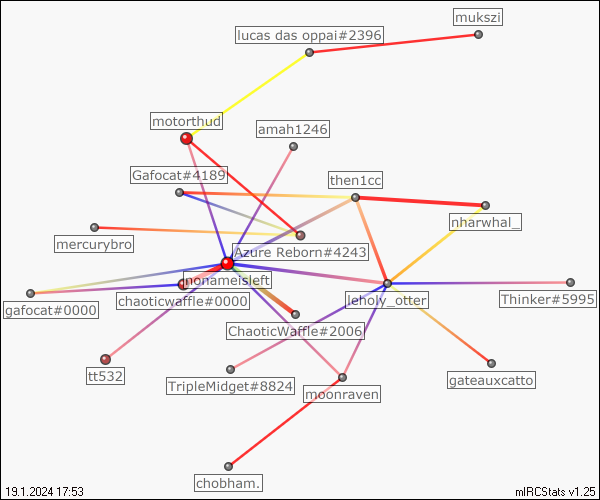 mukszi
lucas das oppai#2396
motorthud
amah1246
Gafocat#4189
then1cc
nharwhal_
mercurybro
Azure Reborn#4243
nonameisleft
chaoticwaffle#0000
gafocat#0000
leholy_otter
Thinker#5995
ChaoticWaffle#2006
tt532
TripleMidget#8824
moonraven
gateauxcatto
chobham.
19.1.2024 17:53
mIRCStats v1.25